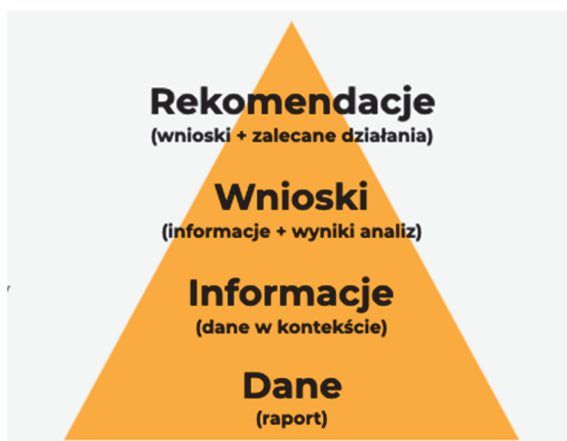 Rekomendacje
(wnioski + zalecane działania)
Wnioski
(informacje + wyniki analiz)
Informacje
(dane w kontekście)
Dane
(raport)